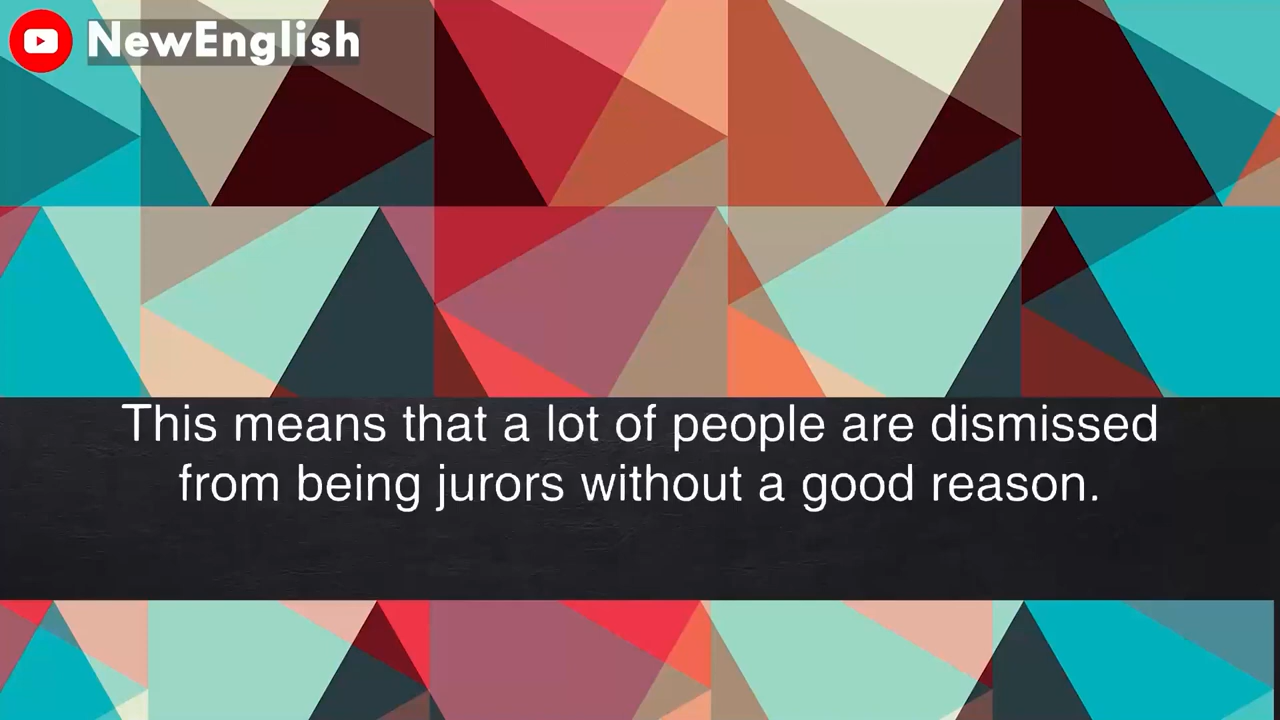 NewEnglish
This means that a lot of people are dismissed
from being jurors without a good reason.